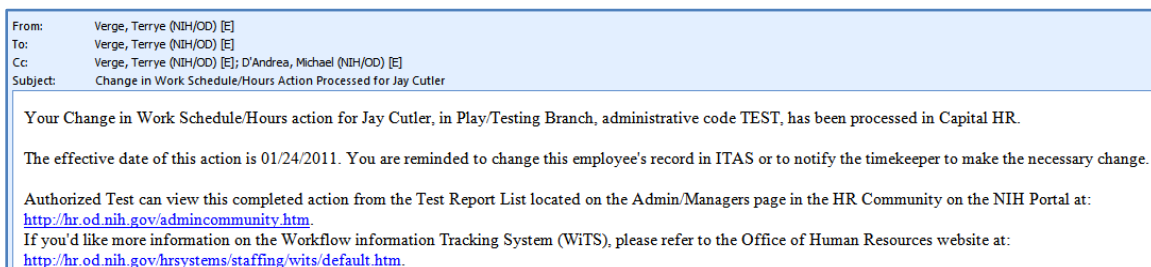 From: Verge, Terrye (NIH/OD) [E]
To: Verge, Terrye (NIH/OD) [E]
Cc: Verge, Terrye (NIH/OD) [E]; D'Andrea, Michael (NIH/OD) [E]
Subject: Change in Work Schedule/Hours Action Processed for Jay Cutler
Your Change in Work Schedule/Hours action for Jay Cutler, in Play/Testing Branch, administrative code TEST, has been processed in Capital HR.
The effective date of this action is 01/24/2011. You are reminded to change this employee's record in ITAS or to notify the timekeeper to make the necessary change.
Authorized Test can view this completed action from the Test Report List located on the Admin/Managers page in the HR Community on the NIH Portal at:
http://hr.od.nih.gov/admincommunity.htm.
If you'd like more information on the Workflow information Tracking System (WiTS), please refer to the Office of Human Resources website at:
http://hr.od.nih.gov/hrsystems/staffing/wits/default.htm.